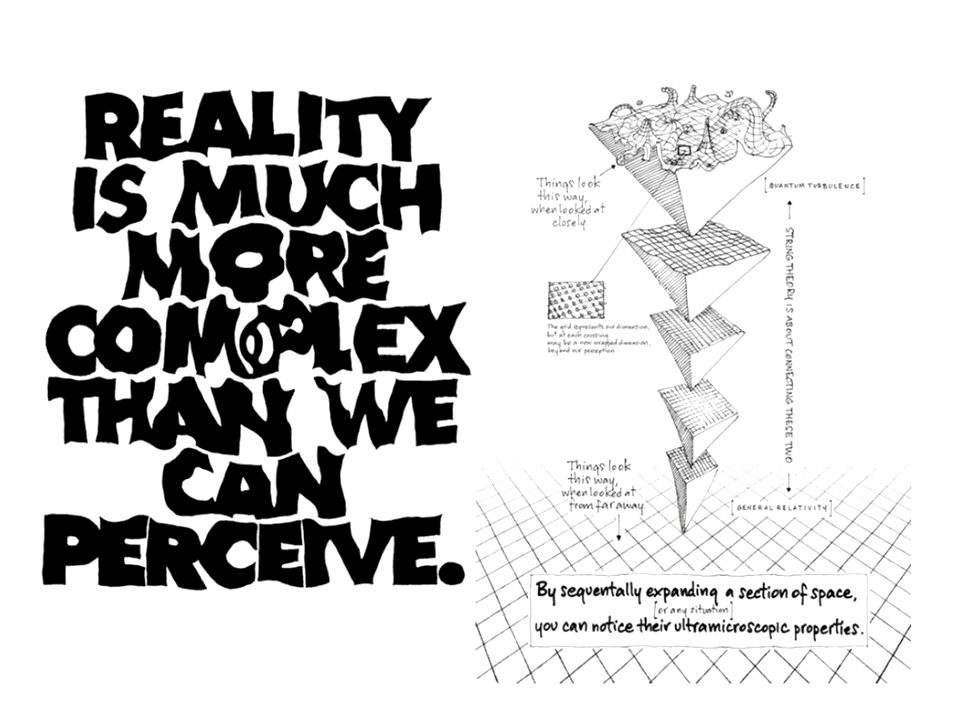 REALITY
IS MUCH
MORE
COMPLEX
THAN WE
CAN
PERCEIVE.
Things look
this way,
when looked at
closely.
[QUANTUM TURBULENCE]
STRING THEORY IS ABOUT CONNECTING THESE TWO
The grid represents our dimension,
but at each crossing
may be a new wrapped dimension,
beyond our perception
Things look
this way,
when looked at
from far away.
[GENERAL RELATIVITY]
By sequentally expanding a section of space,
[or any situation]
you can notice their ultramicroscopic properties.